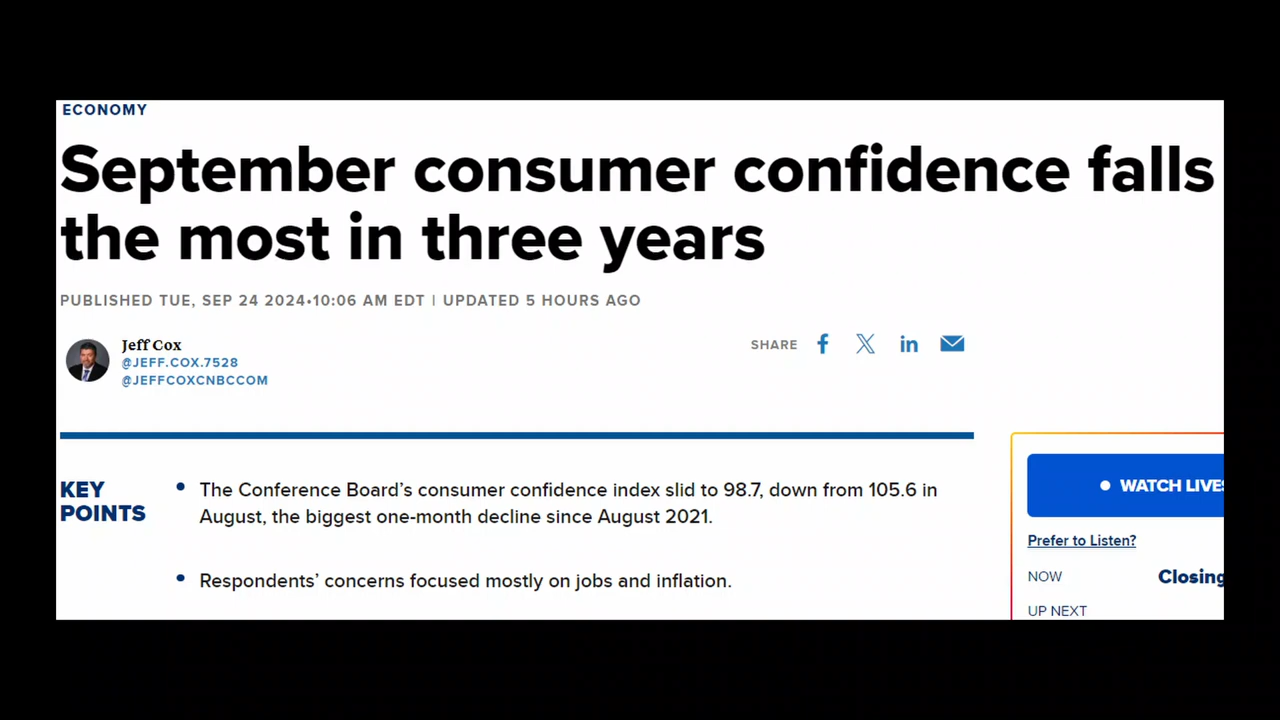 ECONOMY
September consumer confidence falls
the most in three years
PUBLISHED TUE, SEP 24 2024•10:06 AM EDT | UPDATED 5 HOURS AGO
Jeff Cox
@JEFF.COX.7528
@JEFFCOXCNBCCOM
SHARE
KEY
POINTS
• The Conference Board’s consumer confidence index slid to 98.7, down from 105.6 in
August, the biggest one-month decline since August 2021.
• Respondents’ concerns focused mostly on jobs and inflation.
WATCH LIVES
Prefer to Listen?
NOW Closing
UP NEXT